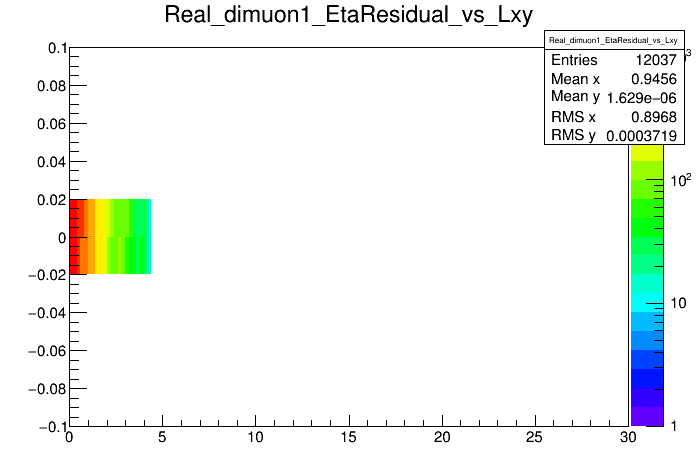 Real_dimuon1_EtaResidual_vs_Lxy
Real_dimuon1_EtaResidual_vs_Lxy
Entries 12037
Mean x 0.9456
Mean y 1.629e−06
RMS x 0.8968
RMS y 0.0003719
0.1
0.08
0.06
0.04
0.02
0
−0.02
−0.04
−0.06
−0.08
−0.1
0 5 10 15 20 25 30
3
10²
10
1